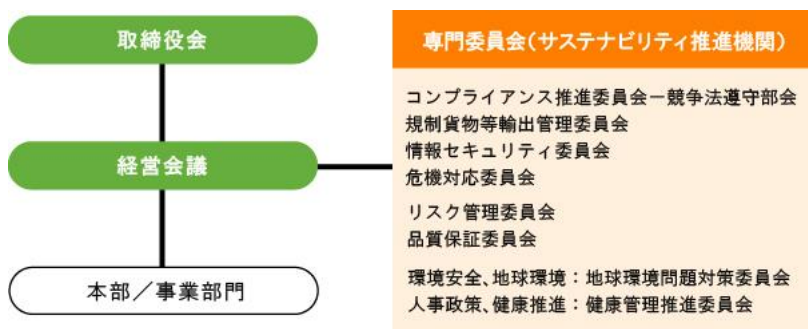 取締役会
経営会議
本部／事業部門
専門委員会（サステナビリティ推進機関）
コンプライアンス推進委員会ー競争法遵守部会
規制貨物等輸出管理委員会
情報セキュリティ委員会
危機対応委員会
リスク管理委員会
品質保証委員会
環境安全、地球環境：地球環境問題対策委員会
人事政策、健康推進：健康管理推進委員会